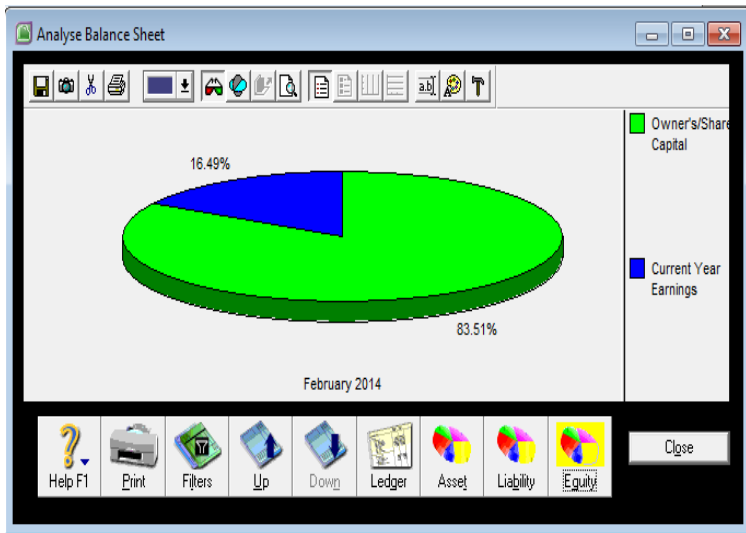 Analyse Balance Sheet
a.b]
Owner's/Share
Capital
16.49%
Current Year
Earnings
83.51%
February 2014
Help F1
Print
Filters
Up
Down
Ledger
Asset
Liability
Equity
Close